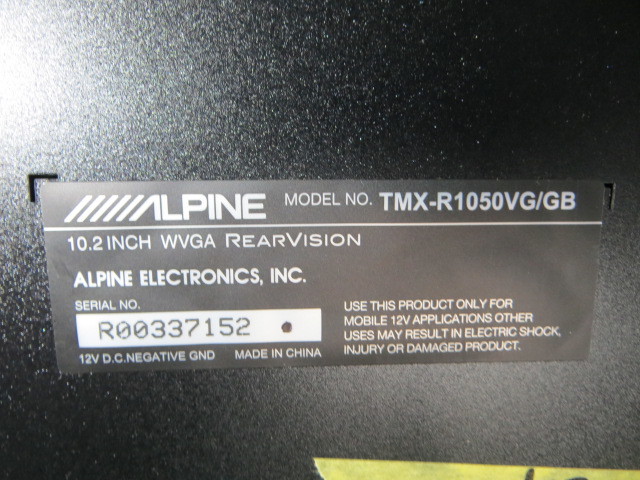 ALPINE MODEL NO. TMX-R1050VG/GB
10.2 INCH WVGA REARVISION
ALPINE ELECTRONICS, INC.
SERIAL NO.
R00337152
12V D.C.NEGATIVE GND MADE IN CHINA
USE THIS PRODUCT ONLY FOR
MOBILE 12V APPLICATIONS OTHER
USES MAY RESULT IN ELECTRIC SHOCK,
INJURY OR DAMAGED PRODUCT.